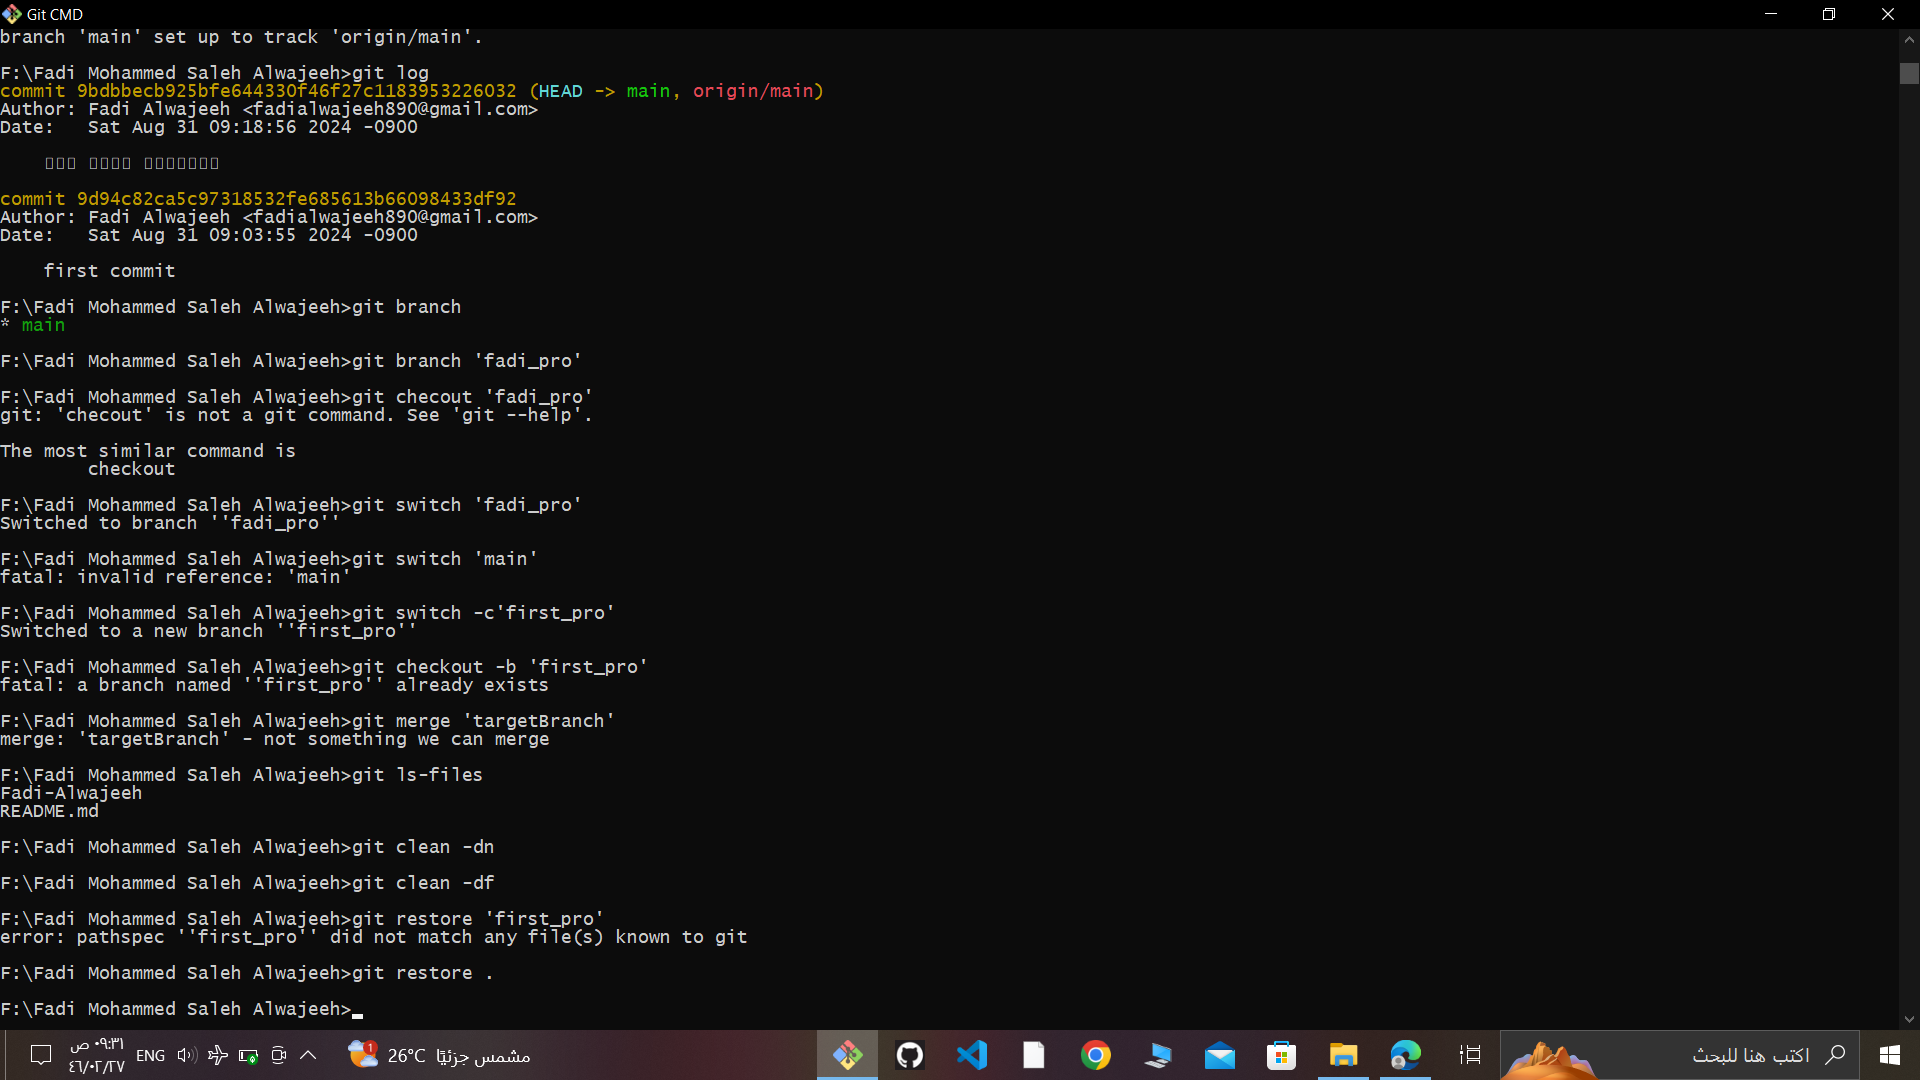 Git CMD
branch 'main' set up to track 'origin/main'.
F:\Fadi Mohammed Saleh Alwajeeh>git log
commit 9bdbbecb925bfe644330f46f27c1183953226032 (HEAD -> main, origin/main)
Author: Fadi Alwajeeh <fadialwajeeh890@gmail.com>
Date:   Sat Aug 31 09:18:56 2024 -0900
commit 9d94c82ca5c97318532fe685613b66098433df92
Author: Fadi Alwajeeh <fadialwajeeh890@gmail.com>
Date:   Sat Aug 31 09:03:55 2024 -0900
first commit
F:\Fadi Mohammed Saleh Alwajeeh>git branch
* main
F:\Fadi Mohammed Saleh Alwajeeh>git branch 'fadi_pro'
F:\Fadi Mohammed Saleh Alwajeeh>git checout 'fadi_pro'
git: 'checout' is not a git command. See 'git --help'.
The most similar command is
checkout
F:\Fadi Mohammed Saleh Alwajeeh>git switch 'fadi_pro'
Switched to branch ''fadi_pro''
F:\Fadi Mohammed Saleh Alwajeeh>git switch 'main'
fatal: invalid reference: 'main'
F:\Fadi Mohammed Saleh Alwajeeh>git switch -c'first_pro'
Switched to a new branch ''first_pro''
F:\Fadi Mohammed Saleh Alwajeeh>git checkout -b 'first_pro'
fatal: a branch named ''first_pro'' already exists
F:\Fadi Mohammed Saleh Alwajeeh>git merge 'targetBranch'
merge: 'targetBranch' - not something we can merge
F:\Fadi Mohammed Saleh Alwajeeh>git ls-files
Fadi-Alwajeeh
README.md
F:\Fadi Mohammed Saleh Alwajeeh>git clean -dn
F:\Fadi Mohammed Saleh Alwajeeh>git clean -df
F:\Fadi Mohammed Saleh Alwajeeh>git restore 'first_pro'
error: pathspec ''first_pro'' did not match any file(s) known to git
F:\Fadi Mohammed Saleh Alwajeeh>git restore .
F:\Fadi Mohammed Saleh Alwajeeh>
٠٩:٣١ ص
٤٦/٠٢/٢٧
ENG
1
26°C مشمس جزئيًا
اكتب هنا للبحث